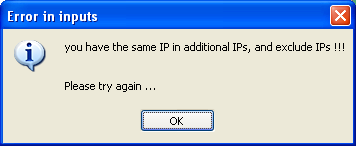 Error in inputs
you have the same IP in additional IPs, and exclude IPs !!!
Please try again ...
OK